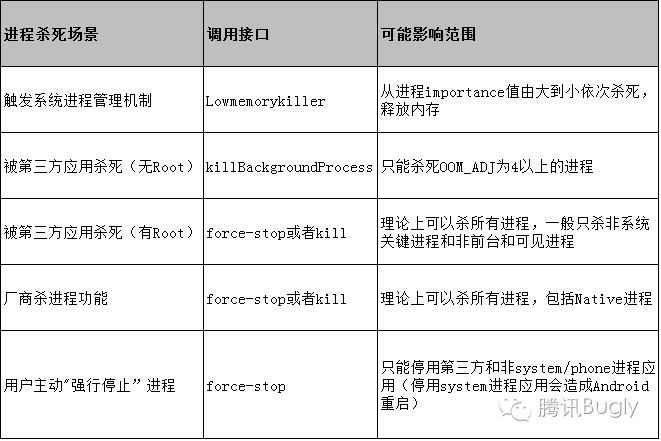 进程杀死场景 调用接口 可能影响范围
触发系统进程管理机制 Lowmemorykiller 从进程importance值由大到小依次杀死，
释放内存
被第三方应用杀死（无Root） killBackgroundProcess 只能杀死OOM_ADJ为4以上的进程
被第三方应用杀死（有Root） force-stop或者kill 理论上可以杀所有进程，一般只杀非系统
关键进程和非前台和可见进程
厂商杀进程功能 force-stop或者kill 理论上可以杀所有进程，包括Native进程
用户主动"强行停止”进程 force-stop 只能停用第三方和非system/phone进程应
用（停用system进程应用会造成Android
重启）
腾讯Bugly